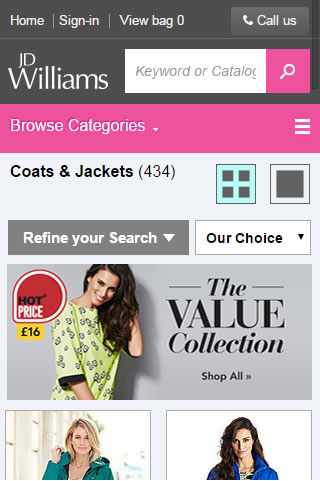 Home Sign-in View bag 0 Call us
JD
Williams
Keyword or Catalog
Browse Categories
Coats & Jackets (434)
Refine your Search Our Choice
HOT
PRICE
£16
The
VALUE
Collection
Shop All »